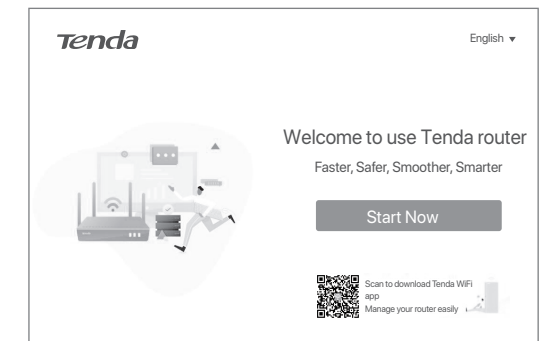 Tenda
English
Welcome to use Tenda router
Faster, Safer, Smoother, Smarter
Start Now
Scan to download Tenda WiFi
app
Manage your router easily